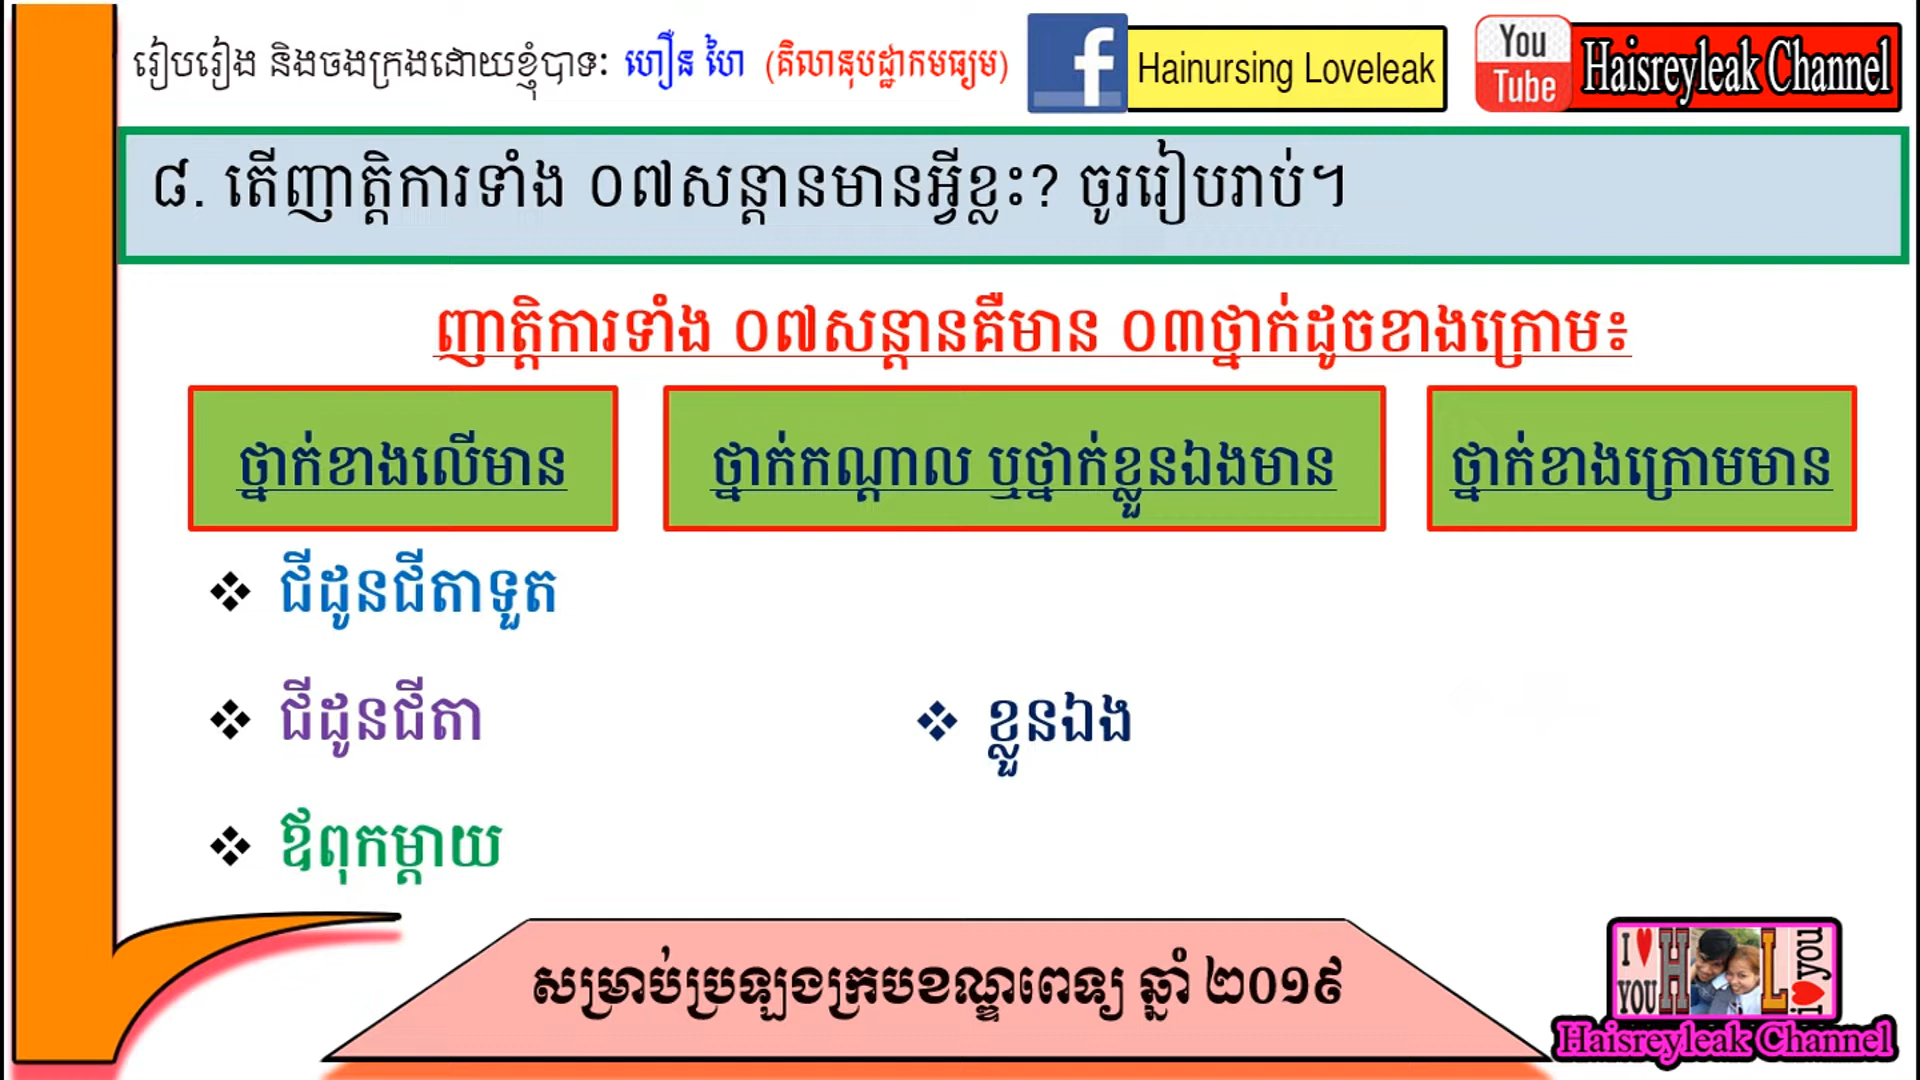 រៀបរៀង និងចងក្រងដោយខ្ញុំបាទ: ហឿន ហៃ (គិលានុបដ្ឋាកមធ្យម)
f Hainursing Loveleak
You Tube Haisreyleak Channel
៨. តើញាត្តិការទាំង ០៧សន្តានមានអ្វីខ្លះ? ចូររៀបរាប់។
ញាត្តិការទាំង ០៧សន្តានគឺមាន ០៣ថ្នាក់ដូចខាងក្រោម៖
ថ្នាក់ខាងលើមាន
ថ្នាក់កណ្តាល ឬថ្នាក់ខ្លួនឯងមាន
ថ្នាក់ខាងក្រោមមាន
❖ ជីដូនជីតាទួត
❖ ជីដូនជីតា
❖ ខ្លួនឯង
❖ ឪពុកម្តាយ
សម្រាប់ប្រឡងក្របខណ្ឌពេទ្យ ឆ្នាំ ២០១៩
I ♥ YOU H L i ♥ you
Haisreyleak Channel